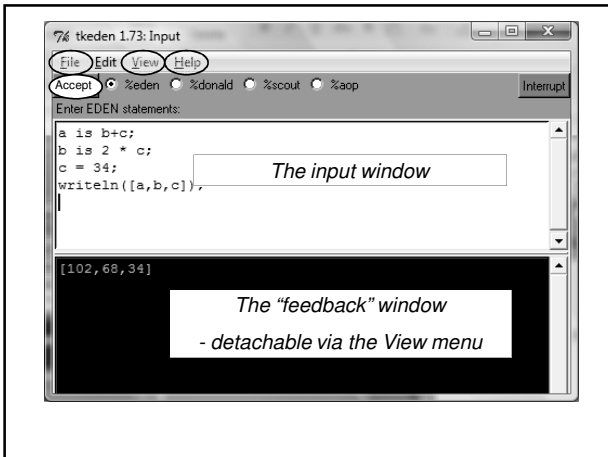 tkeden 1.73: Input
File Edit View Help
Accept %eden %donald %scout %aop Interrupt
Enter EDEN statements:
a is b+c;
b is 2 * c;
c = 34;
The input window
writeln([a,b,c]);
[102,68,34]
The “feedback” window
- detachable via the View menu